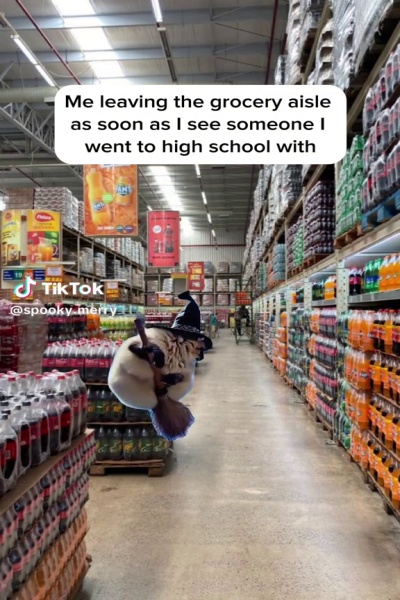 Me leaving the grocery aisle
as soon as I see someone I
went to high school with
TikTok
@spooky.merry